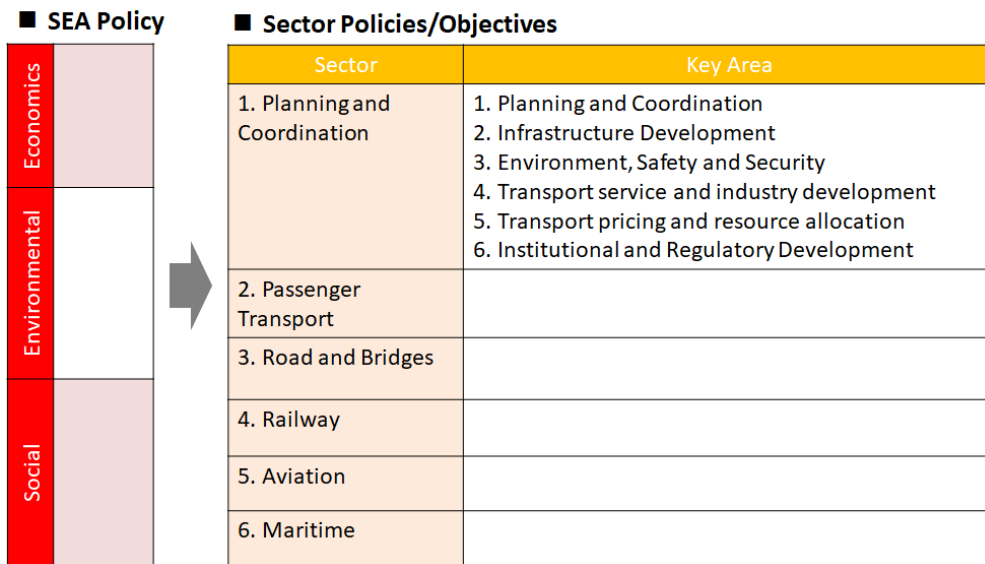 ■ SEA Policy
■ Sector Policies/Objectives
Economics
Environmental
Social
Sector
Key Area
1. Planning and
Coordination
1. Planning and Coordination
2. Infrastructure Development
3. Environment, Safety and Security
4. Transport service and industry development
5. Transport pricing and resource allocation
6. Institutional and Regulatory Development
2. Passenger
Transport
3. Road and Bridges
4. Railway
5. Aviation
6. Maritime